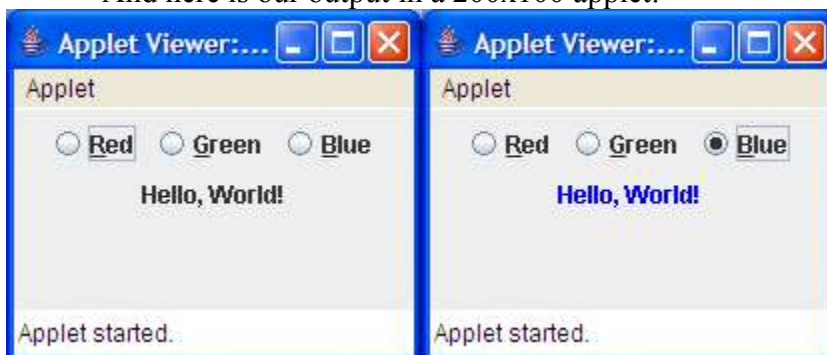 And here is our output in a 200x100 applet:
Applet Viewer:...
Applet
Red Green Blue
Hello, World!
Applet started.
Applet Viewer:...
Applet
Red Green Blue
Hello, World!
Applet started.